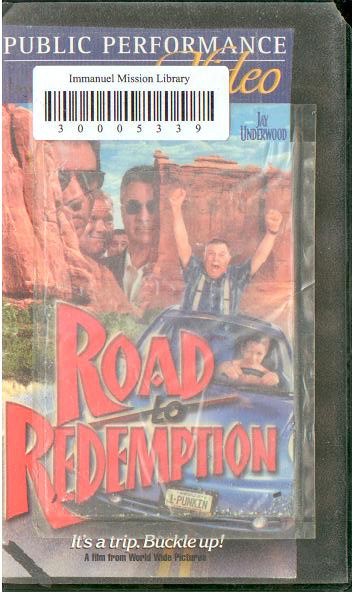 PUBLIC PERFORMANCE
Video
Immanuel Mission Library
30005339
JAY
UNDERWOOD
ROAD
to
REDEMPTION
1-PUNKIN
It's a trip. Buckle up!
A film from World Wide Pictures